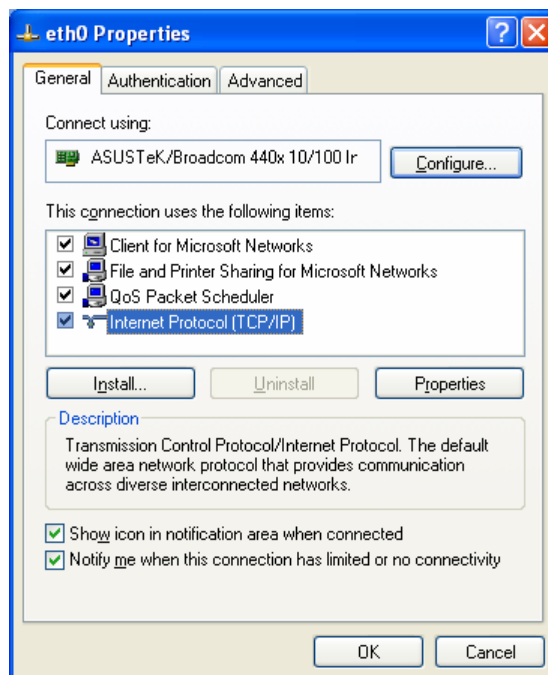 eth0 Properties
General Authentication Advanced
Connect using:
ASUSTeK/Broadcom 440x 10/100 In
Configure...
This connection uses the following items:
Client for Microsoft Networks
File and Printer Sharing for Microsoft Networks
QoS Packet Scheduler
Internet Protocol (TCP/IP)
Install... Uninstall Properties
Description
Transmission Control Protocol/Internet Protocol. The default
wide area network protocol that provides communication
across diverse interconnected networks.
Show icon in notification area when connected
Notify me when this connection has limited or no connectivity
OK Cancel